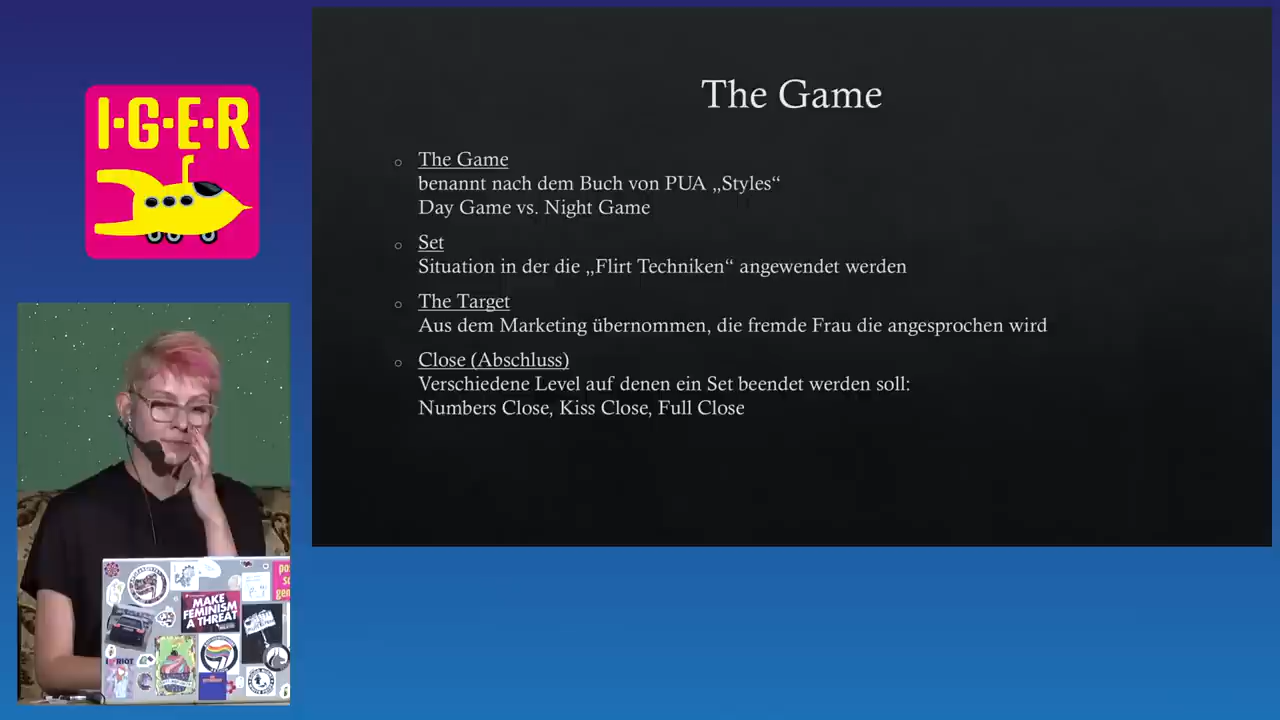 I·G·E·R
The Game
The Game
benannt nach dem Buch von PUA „Styles“
Day Game vs. Night Game
Set
Situation in der die „Flirt Techniken“ angewendet werden
The Target
Aus dem Marketing übernommen, die fremde Frau die angesprochen wird
Close (Abschluss)
Verschiedene Level auf denen ein Set beendet werden soll:
Numbers Close, Kiss Close, Full Close
MAKE
FEMINISM
A THREAT
RIOT